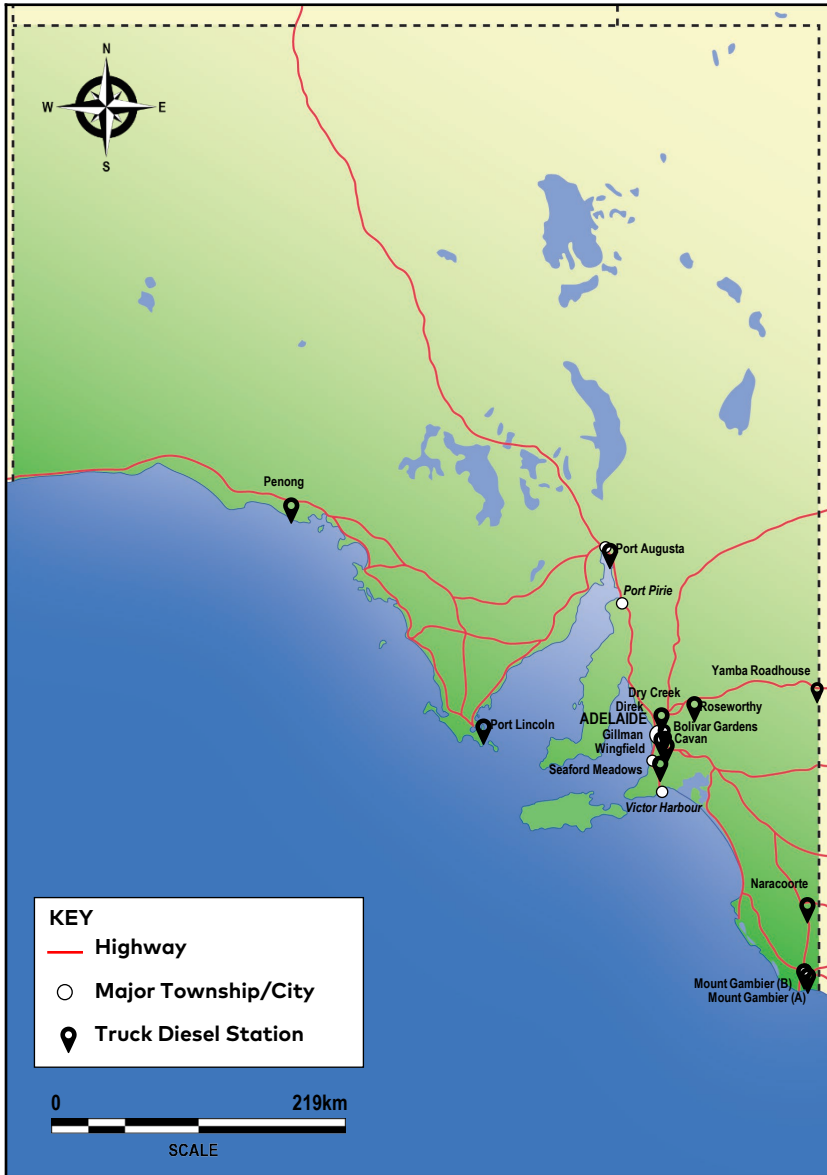 N
W E
S
Penong
Port Augusta
Port Pirie
Yamba Roadhouse
Dry Creek
Direk
Roseworthy
ADELAIDE
Port Lincoln
Bolivar Gardens
Gillman
Cavan
Wingfield
Seaford Meadows
Victor Harbour
Naracoorte
Mount Gambier (B)
Mount Gambier (A)
KEY
Highway
Major Township/City
Truck Diesel Station
0 219km
SCALE